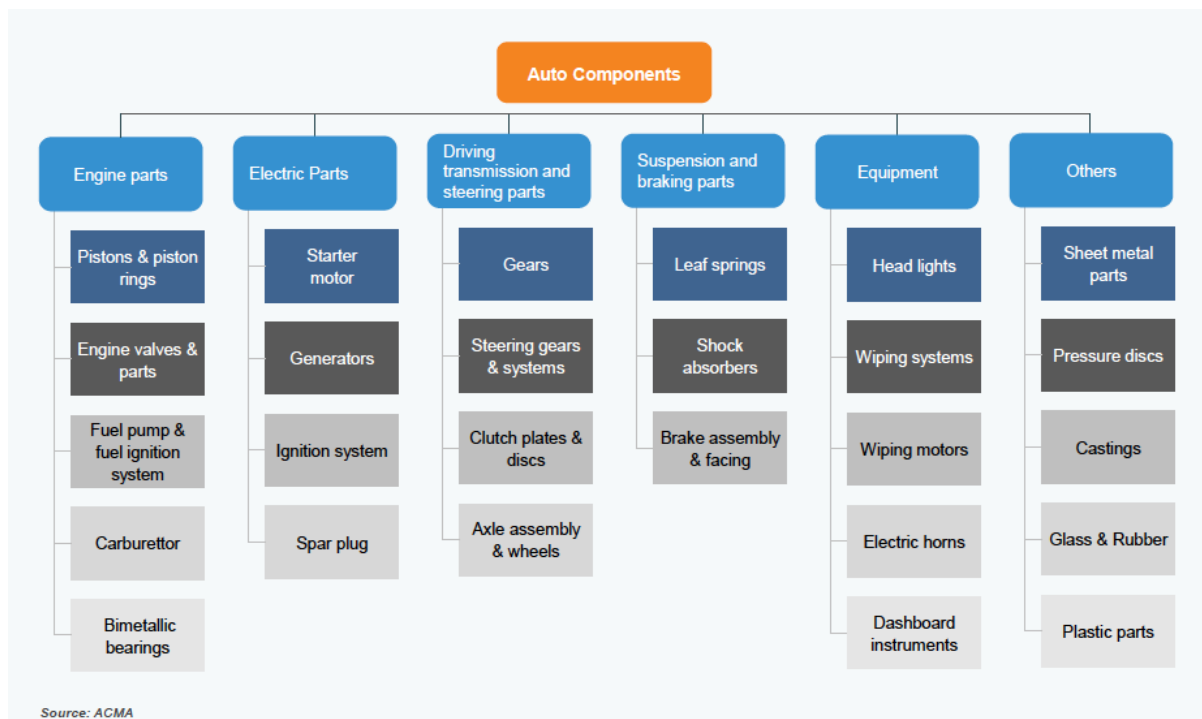 Auto Components
Engine parts
Pistons & piston
rings
Engine valves &
parts
Fuel pump &
fuel ignition
system
Carburettor
Bimetallic
bearings
Electric Parts
Starter
motor
Generators
Ignition system
Spar plug
Driving
transmission and
steering parts
Gears
Steering gears
& systems
Clutch plates &
discs
Axle assembly
& wheels
Suspension and
braking parts
Leaf springs
Shock
absorbers
Brake assembly
& facing
Equipment
Head lights
Wiping systems
Wiping motors
Electric horns
Dashboard
instruments
Others
Sheet metal
parts
Pressure discs
Castings
Glass & Rubber
Plastic parts
Source: ACMA